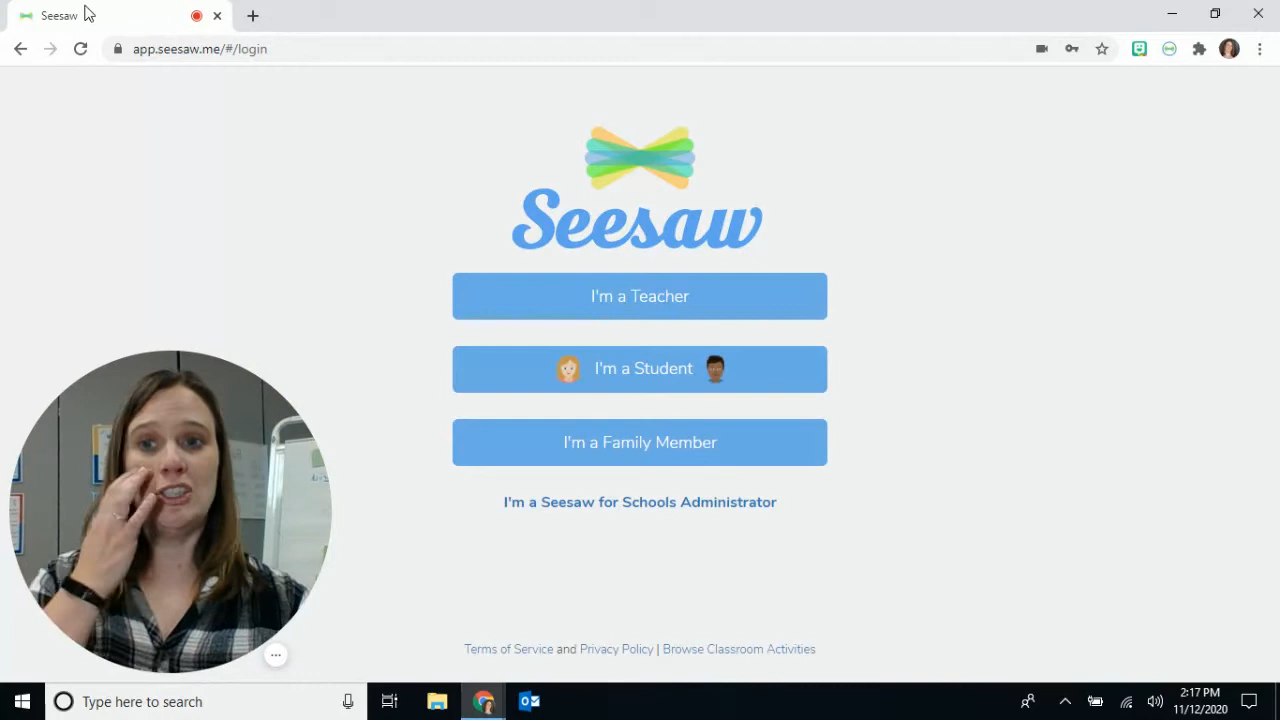 Seesaw
app.seesaw.me/#/login
Seesaw
I'm a Teacher
I'm a Student
I'm a Family Member
I'm a Seesaw for Schools Administrator
Terms of Service and Privacy Policy | Browse Classroom Activities
Type here to search
2:17 PM
11/12/2020